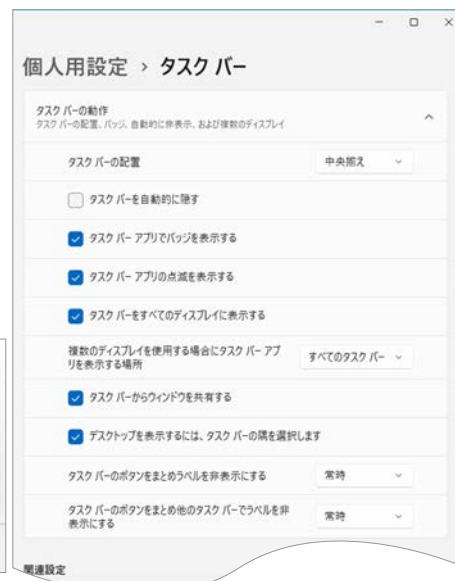 個人用設定 › タスク バー
タスク バーの動作
タスク バーの配置、バッジ、自動的に非表示、および複数のディスプレイ
タスク バーの配置
中央揃え
タスク バーを自動的に隠す
タスク バー アプリでバッジを表示する
タスク バー アプリの点滅を表示する
タスク バーをすべてのディスプレイに表示する
複数のディスプレイを使用する場合にタスク バー アプ
リを表示する場所
すべてのタスク バー
タスク バーからウィンドウを共有する
デスクトップを表示するには、タスク バーの隅を選択します
タスク バーのボタンをまとめラベルを非表示にする
常時
タスク バーのボタンをまとめ他のタスク バーでラベルを非
表示にする
常時
関連設定